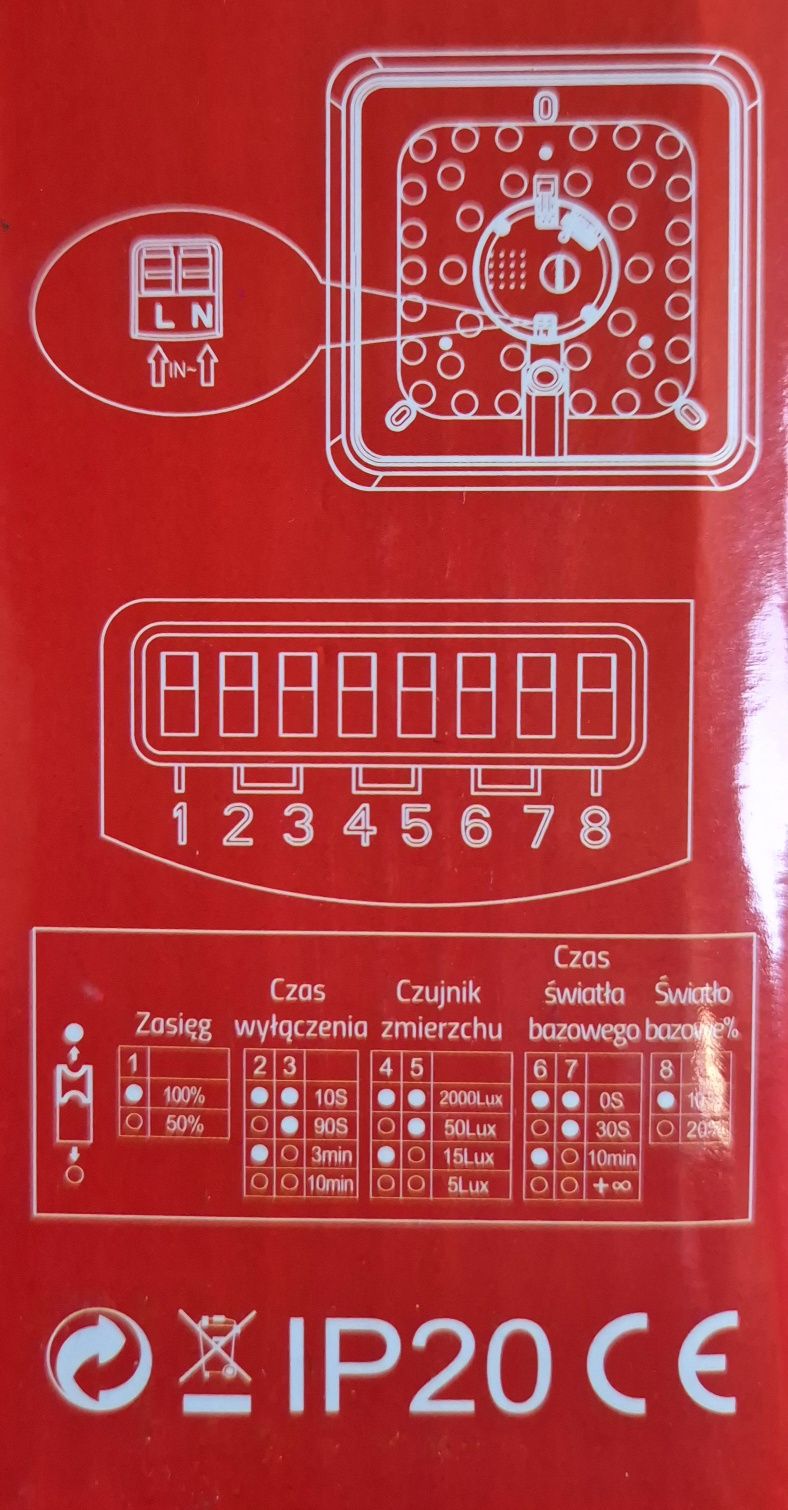 L N
IN~
1 2 3 4 5 6 7 8
Czas
Czas Czujnik światła Światło
Zasięg wyłączenia zmierzchu bazowego bazowe%
1 2 3 4 5 6 7 8
100% 10S 2000Lux 0S
50% 90S 50Lux 30S 20%
3min 15Lux 10min
10min 5Lux +∞
IP20 CE